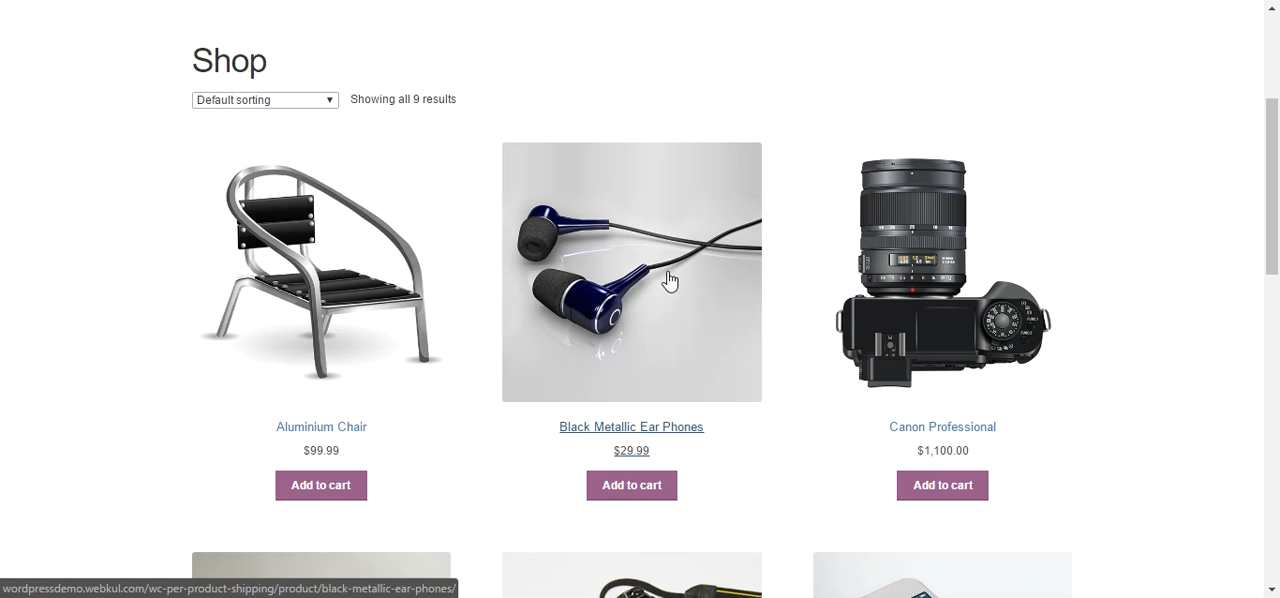 Shop
Default sorting
Showing all 9 results
Aluminium Chair
Black Metallic Ear Phones
Canon Professional
$99.99
$29.99
$1,100.00
Add to cart
Add to cart
Add to cart
wordpressdemo.webkul.com/wc-per-product-shipping/product/black-metallic-ear-phones/